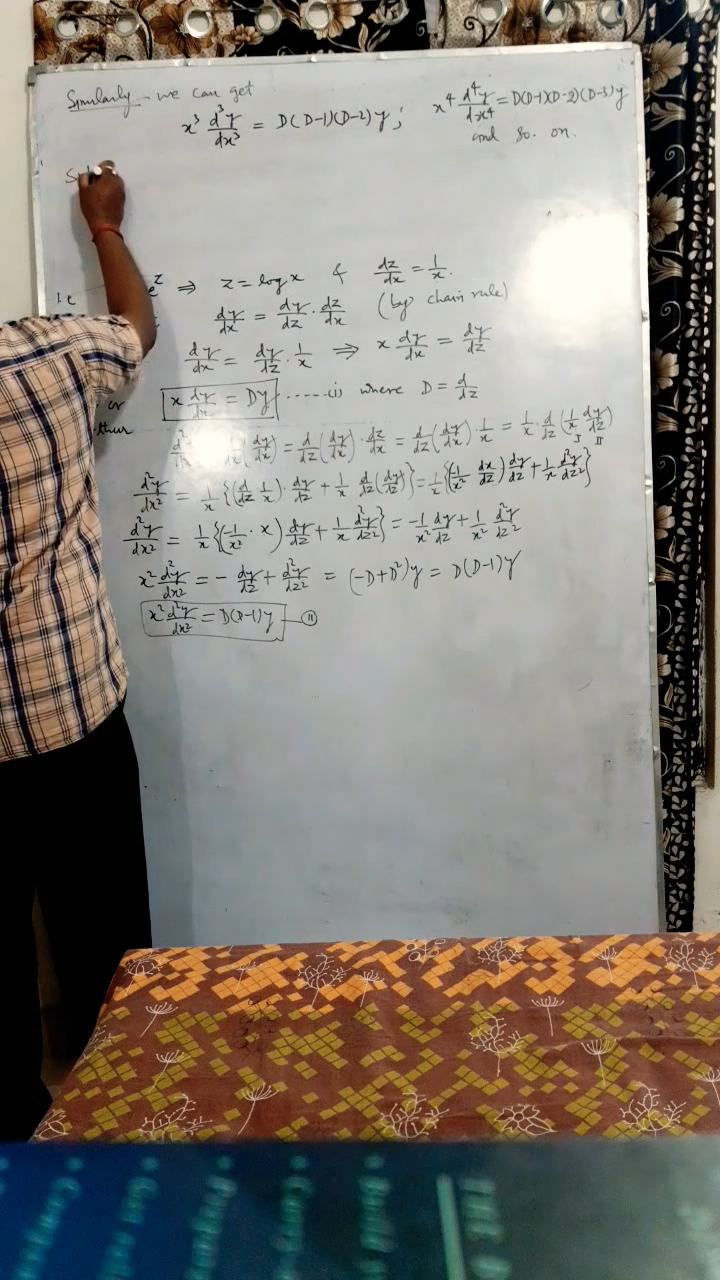 Similarly we can get
x³ d³y/dx³ = D(D-1)(D-2)y; x⁴ d⁴y/dx⁴ = D(D-1)(D-2)(D-3)y
and so. on.
i.e e^z ⇒ z = log x & dz/dx = 1/x.
dy/dx = dy/dz · dz/dx (by chain rule)
dy/dx = dy/dz · 1/x ⇒ x dy/dx = dy/dz
or x dy/dx = Dy .....(i) where D = d/dz
d/dx(dy/dx) = d/dz(dy/dx) · dz/dx = d/dz(dy/dx) · 1/x = 1/x · d/dz(1/x dy/dz)
I II
d²y/dx² = 1/x {(d/dz 1/x) · dy/dz + 1/x d/dz(dy/dz)} = 1/x {(-1/x² dx/dz) dy/dz + 1/x d²y/dz²}
d²y/dx² = 1/x {(-1/x² · x) dy/dz + 1/x d²y/dz²} = -1/x² dy/dz + 1/x² d²y/dz²
x² d²y/dx² = - dy/dz + d²y/dz² = (-D+D²)y = D(D-1)y
x² d²y/dx² = D(D-1)y — (II)